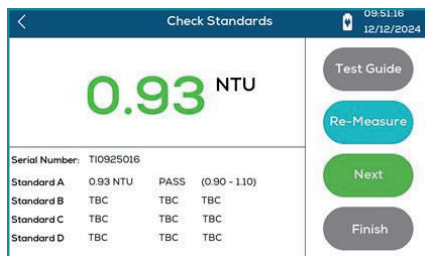 Check Standards
09:51:16
12/12/2024
0.93 NTU
Test Guide
Re-Measure
Next
Finish
Serial Number: TI0925016
Standard A 0.93 NTU PASS (0.90 - 1.10)
Standard B TBC TBC TBC
Standard C TBC TBC TBC
Standard D TBC TBC TBC